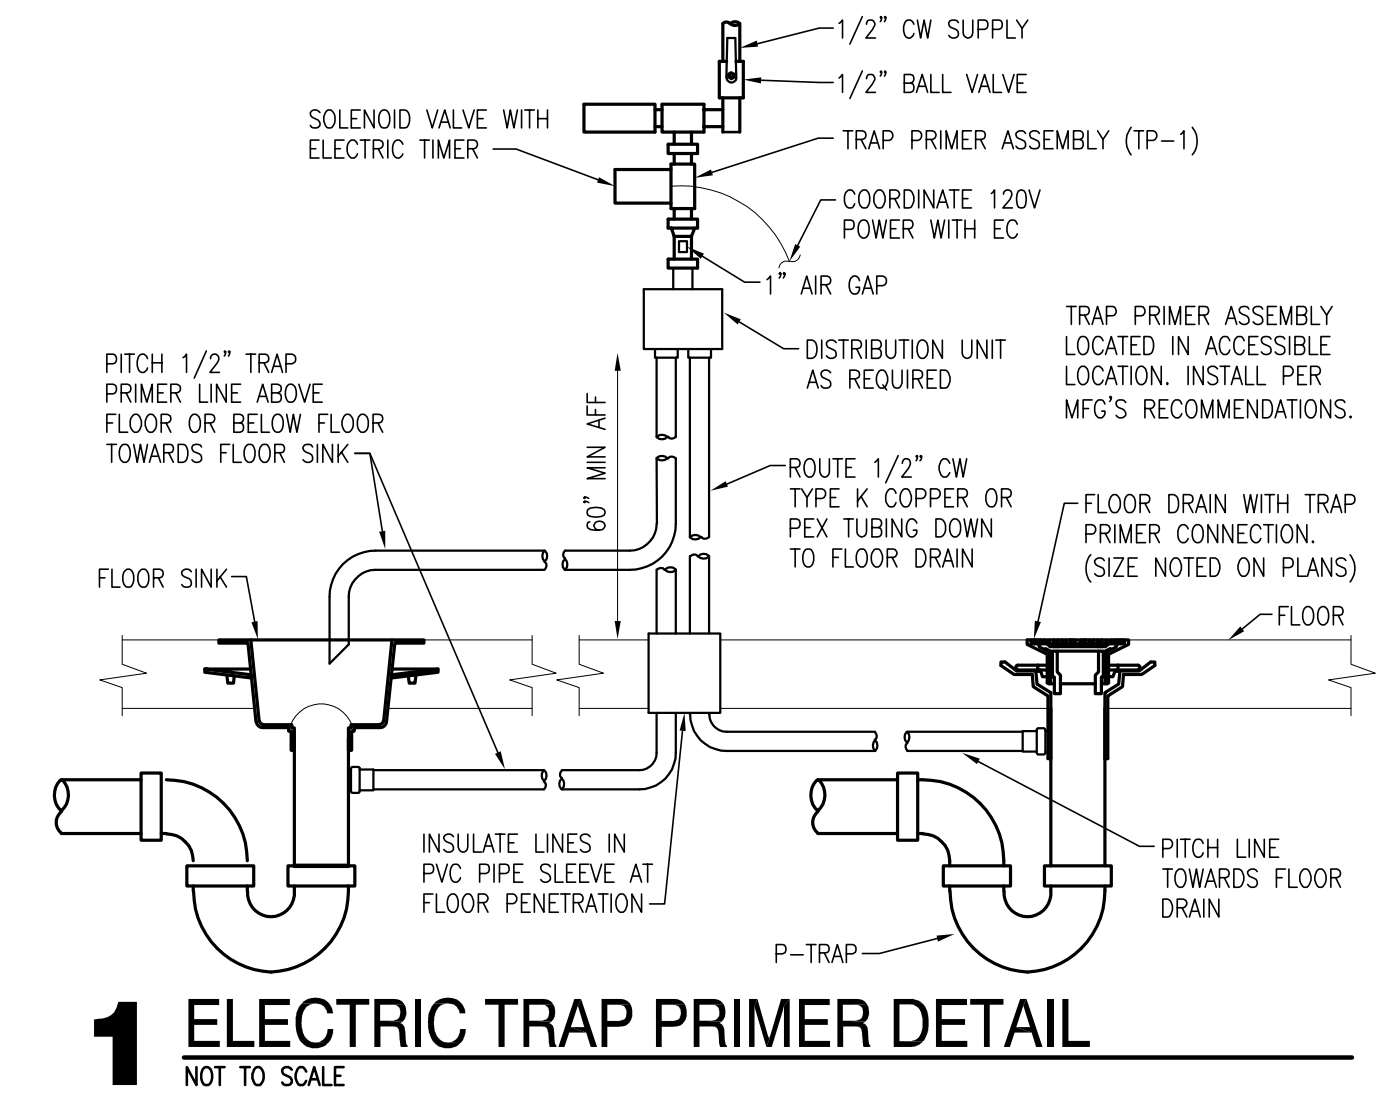 1/2" CW SUPPLY
1/2" BALL VALVE
SOLENOID VALVE WITH
ELECTRIC TIMER
TRAP PRIMER ASSEMBLY (TP-1)
COORDINATE 120V
POWER WITH EC
1" AIR GAP
DISTRIBUTION UNIT
AS REQUIRED
TRAP PRIMER ASSEMBLY
LOCATED IN ACCESSIBLE
LOCATION. INSTALL PER
MFG'S RECOMMENDATIONS.
PITCH 1/2" TRAP
PRIMER LINE ABOVE
FLOOR OR BELOW FLOOR
TOWARDS FLOOR SINK
60" MIN AFF
ROUTE 1/2" CW
TYPE K COPPER OR
PEX TUBING DOWN
TO FLOOR DRAIN
FLOOR DRAIN WITH TRAP
PRIMER CONNECTION.
(SIZE NOTED ON PLANS)
FLOOR SINK
FLOOR
INSULATE LINES IN
PVC PIPE SLEEVE AT
FLOOR PENETRATION
PITCH LINE
TOWARDS FLOOR
DRAIN
P-TRAP
1 ELECTRIC TRAP PRIMER DETAIL
NOT TO SCALE